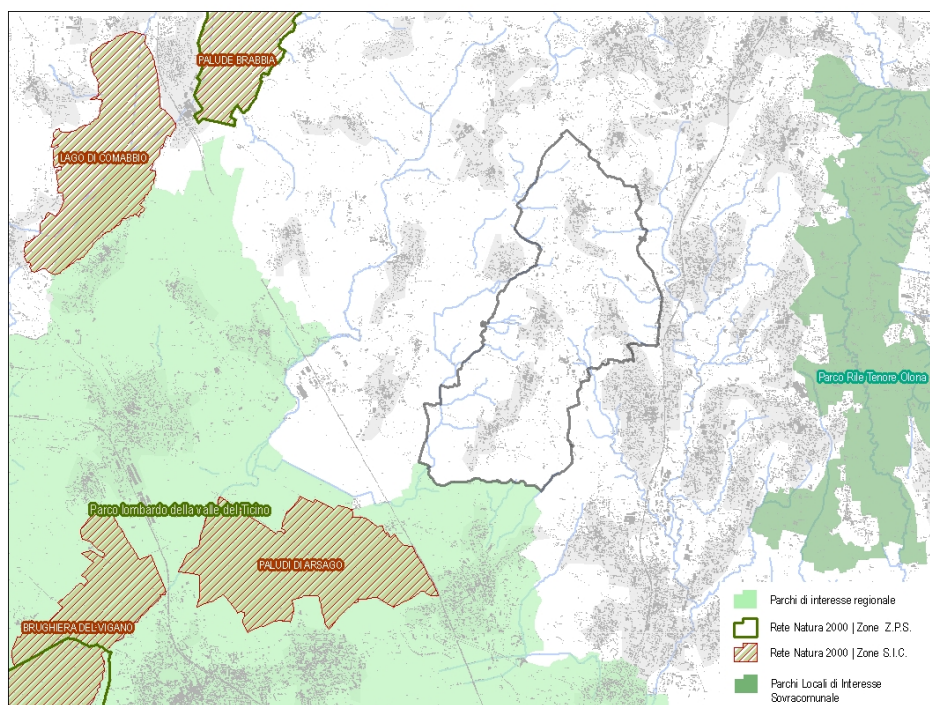 PALUDE BRABBIA
LAGO DI COMABBIO
Parco Rile Tenore Olona
Parco lombardo della valle del Ticino
PALUDI DI ARSAGO
BRUGHIERA DEL VIGANO
Parchi di interesse regionale
Rete Natura 2000 | Zone Z.P.S.
Rete Natura 2000 | Zone S.I.C.
Parchi Locali di Interesse
Sovracomunale